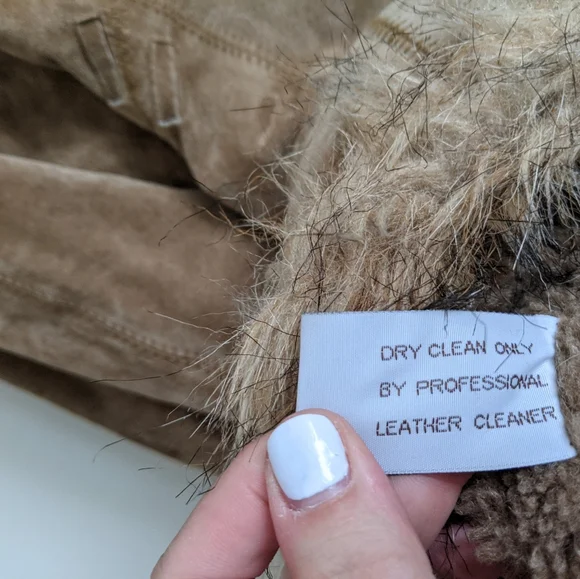 DRY CLEAN ONLY
BY PROFESSIONAL
LEATHER CLEANER